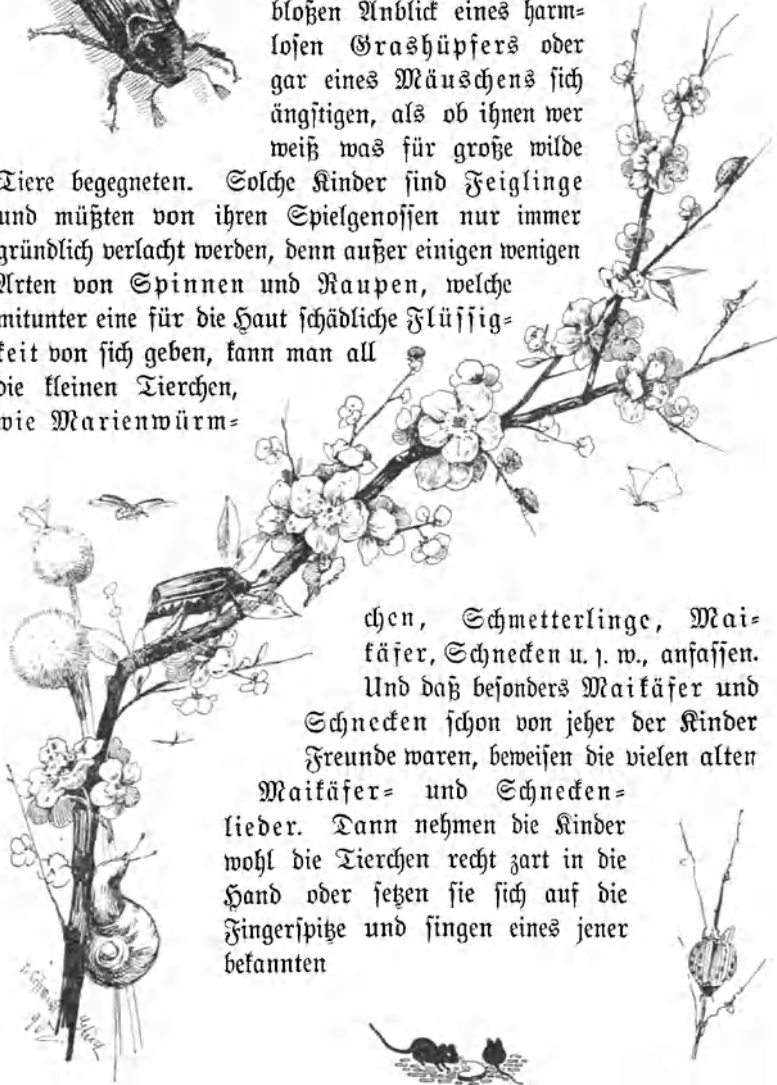 bloßen Anblick eines harm-
losen Grashüpfers oder
gar eines Mäuschens sich
ängstigen, als ob ihnen wer
weiß was für große wilde
Tiere begegneten. Solche Kinder sind Feiglinge
und müßten von ihren Spielgenossen nur immer
gründlich verlacht werden, denn außer einigen wenigen
Arten von Spinnen und Raupen, welche
mitunter eine für die Haut schädliche Flüssig-
keit von sich geben, kann man all
die kleinen Tierchen,
wie Marienwürm-
chen, Schmetterlinge, Mai-
käfer, Schnecken u. s. w., anfassen.
Und daß besonders Maikäfer und
Schnecken schon von jeher der Kinder
Freunde waren, beweisen die vielen alten
Maikäfer- und Schnecken-
lieder. Dann nehmen die Kinder
wohl die Tierchen recht zart in die
Hand oder setzen sie sich auf die
Fingerspitze und singen eines jener
bekannten